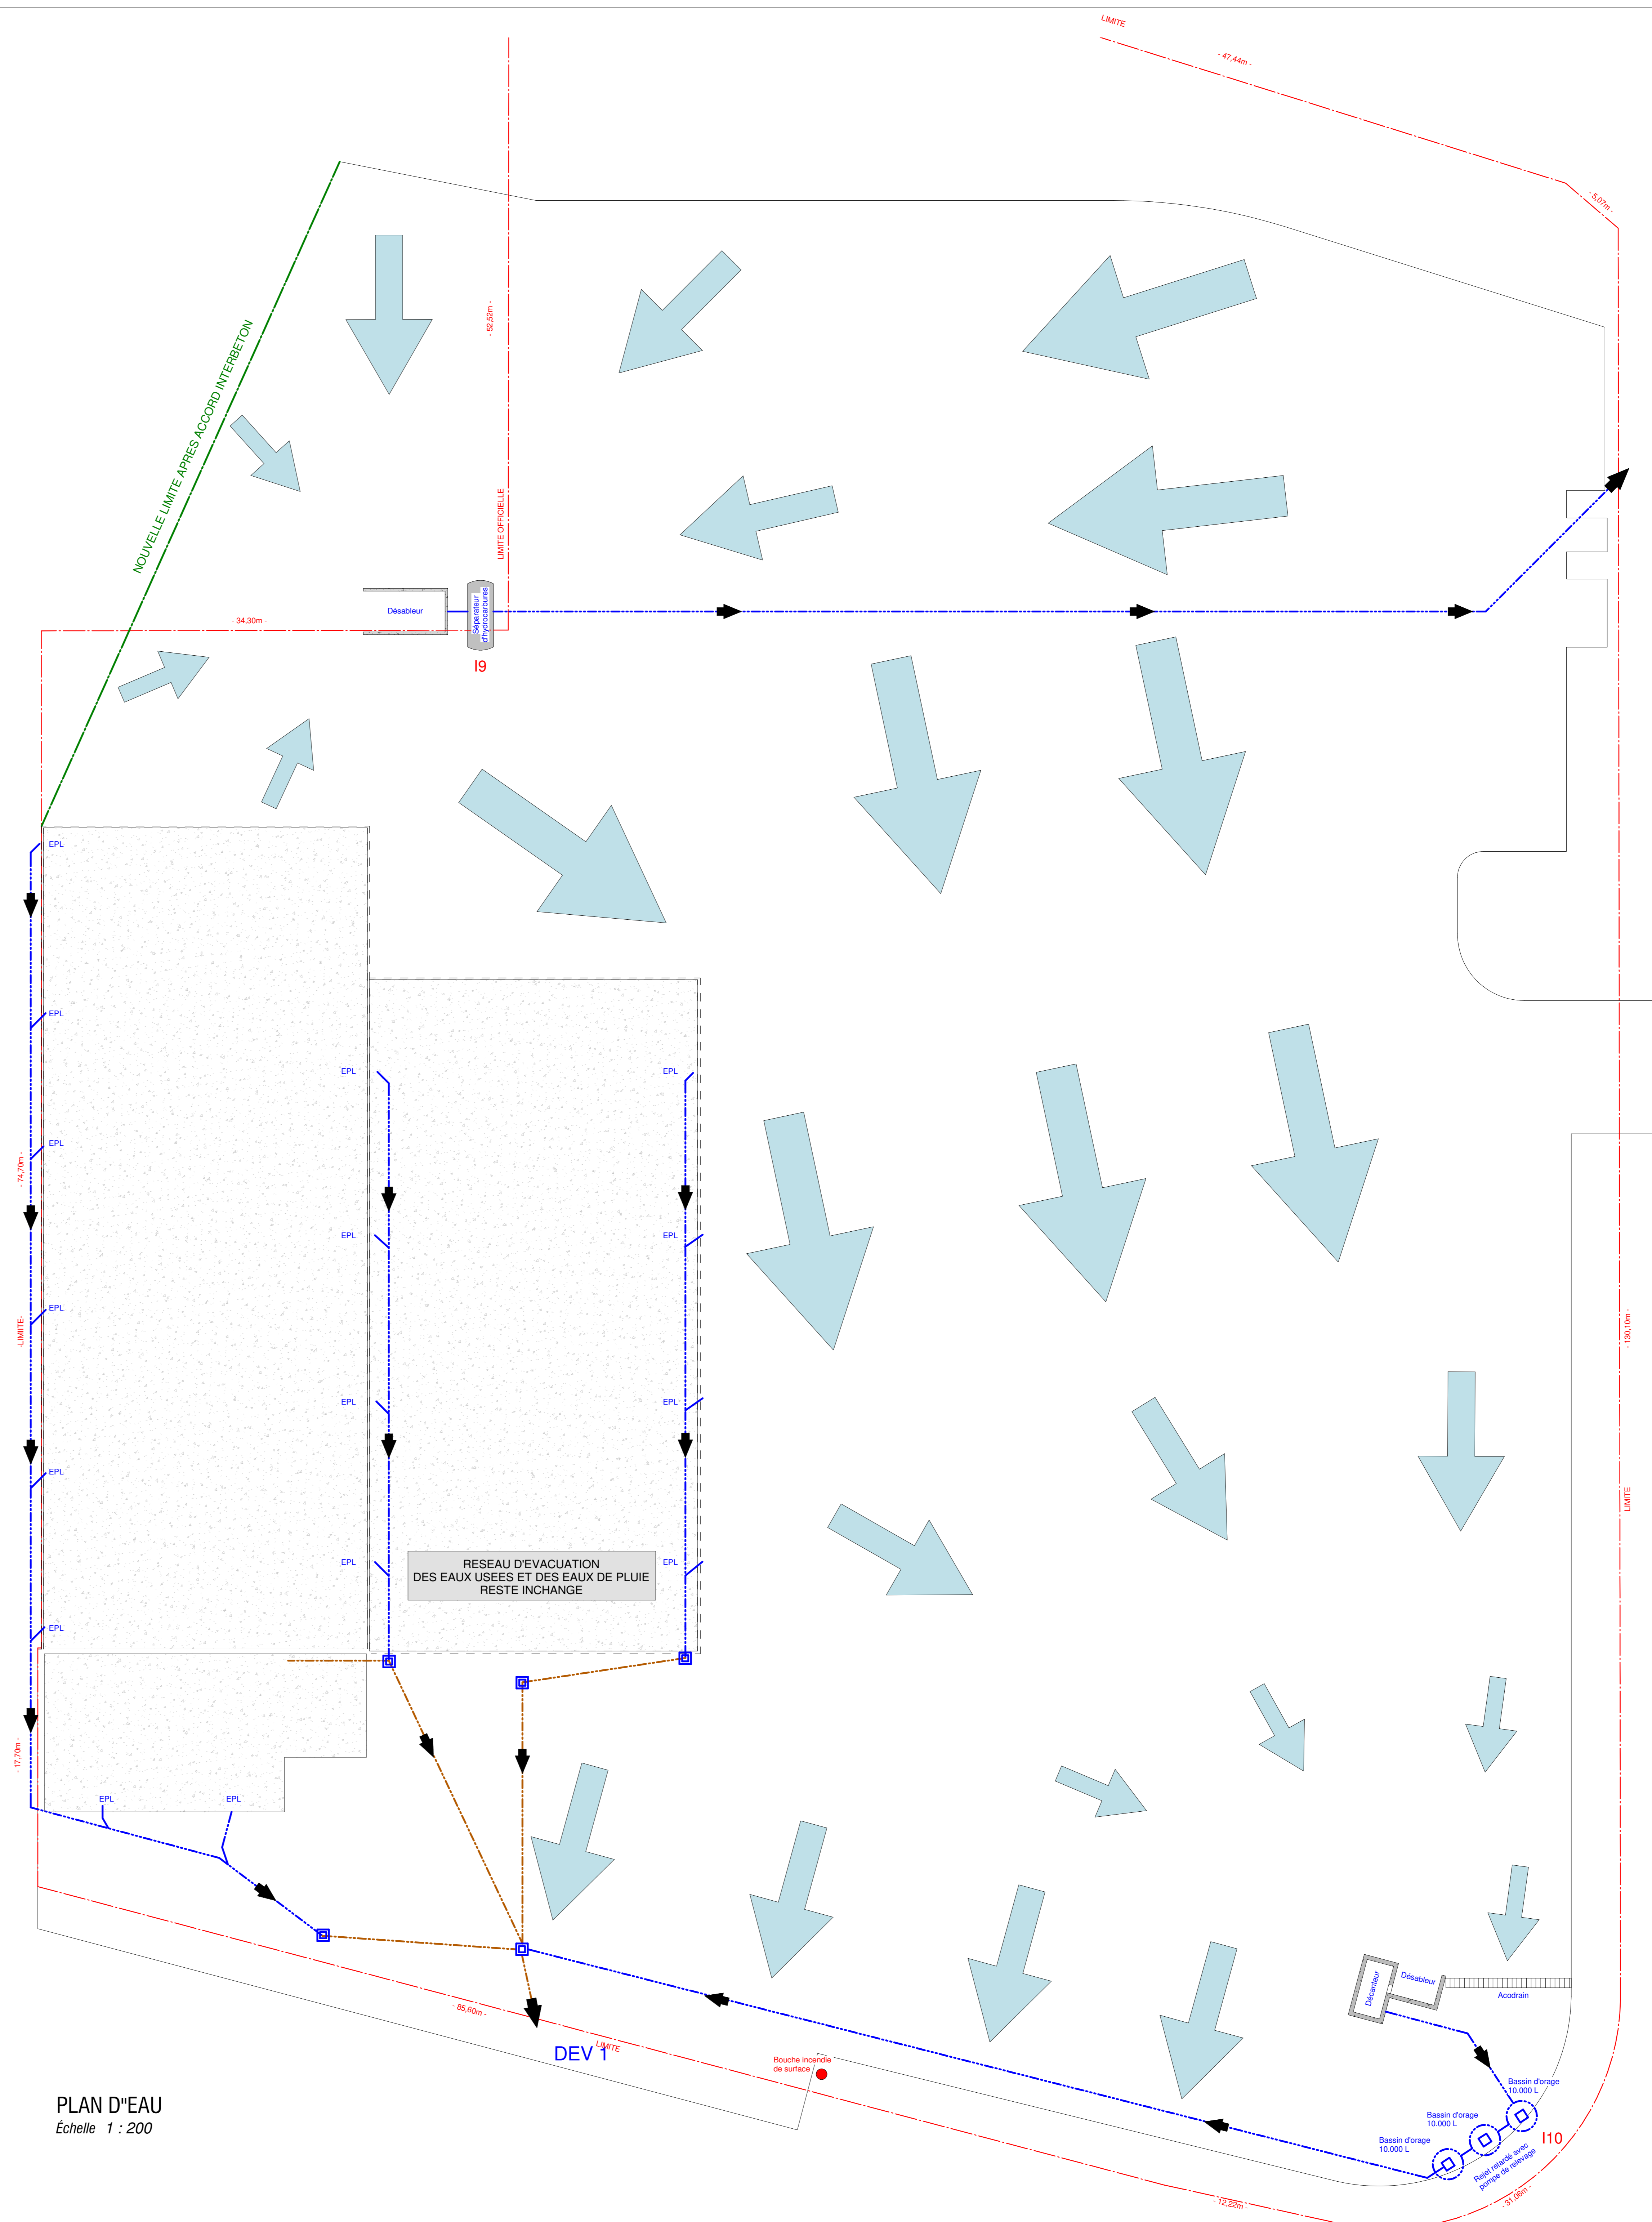 LIMITE
- 47,44m -
- 5,07m -
- 52,52m -
NOUVELLE LIMITE APRES ACCORD INTERBETON
LIMITE OFFICIELLE
Désableur
Séparateur
d'hydrocarbures
- 34,30m -
I9
EPL
EPL
EPL
EPL
EPL
- 74,70m -
EPL
EPL
EPL
-LIMIITE-
- 130,10m -
EPL
EPL
EPL
LIMITE
EPL
EPL
RESEAU D'EVACUATION
DES EAUX USEES ET DES EAUX DE PLUIE
RESTE INCHANGE
EPL
- 17,70m -
EPL
EPL
Décanteur
Désableur
Acodrain
- 85,60m -
LIMITE
DEV 1
Bouche incendie
de surface
Bassin d'orage
10.000 L
Bassin d'orage
10.000 L
Bassin d'orage
10.000 L
I10
Rejet retardé avec
pompe de relevage
- 12,22m -
- 31,06m -
PLAN D"EAU
Échelle 1 : 200